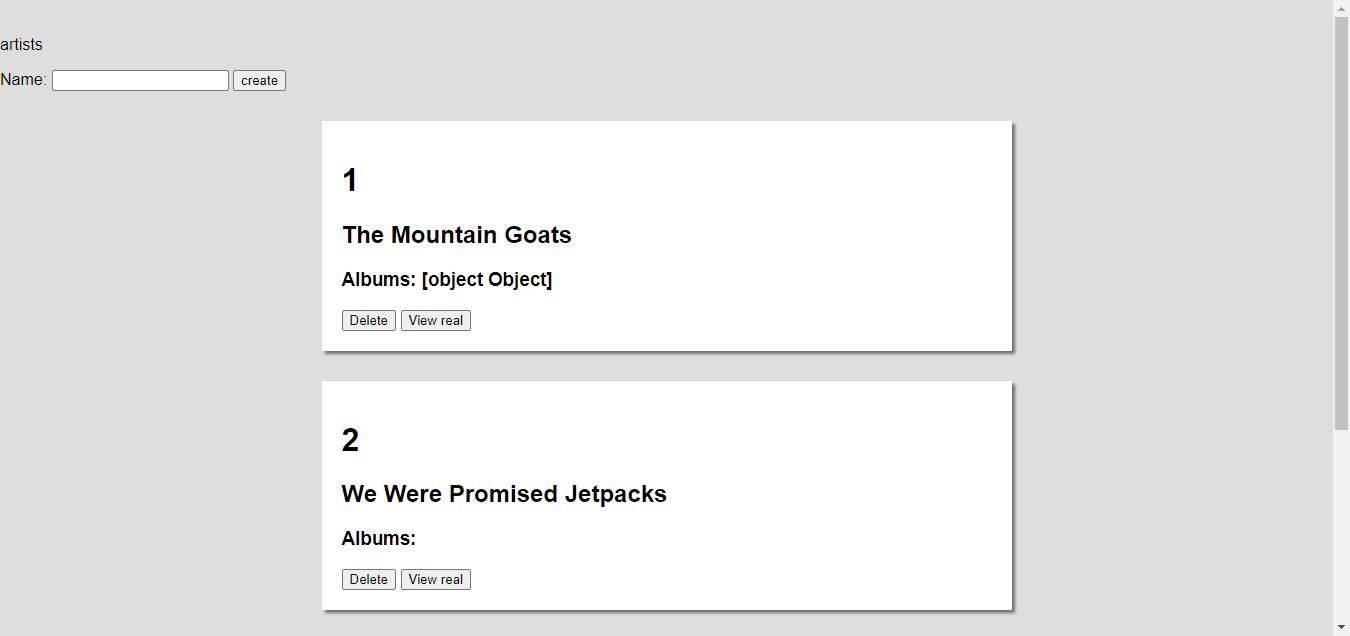 artists
Name: create
1
The Mountain Goats
Albums: [object Object]
Delete View real
2
We Were Promised Jetpacks
Albums:
Delete View real